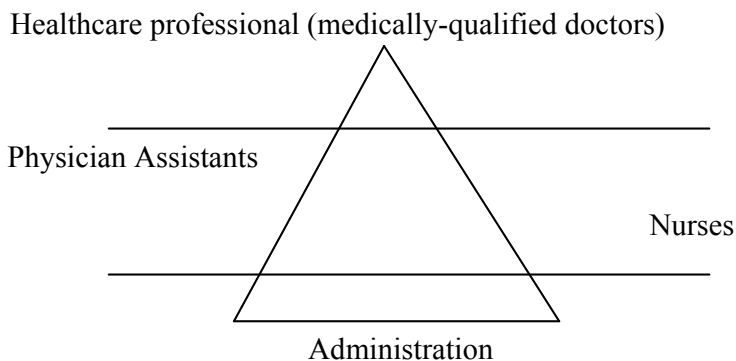 Healthcare professional (medically-qualified doctors)
Physician Assistants
Nurses
Administration